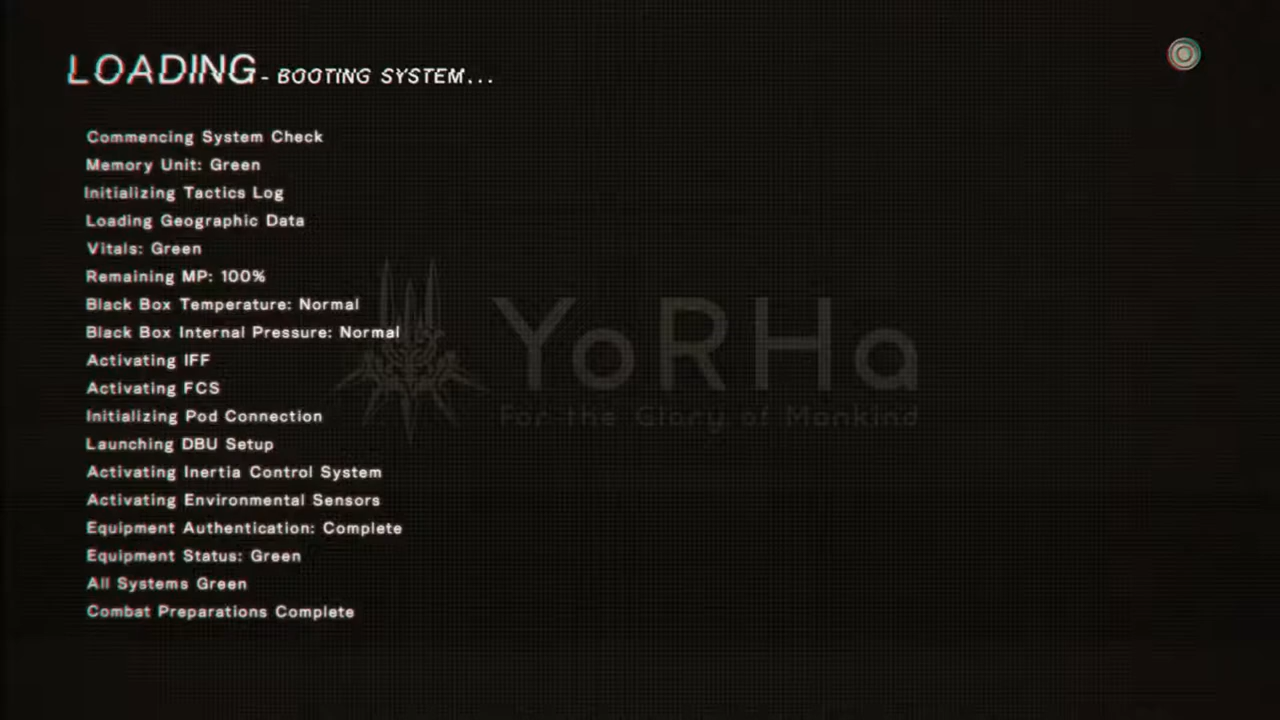 LOADING - BOOTING SYSTEM...
Commencing System Check
Memory Unit: Green
Initializing Tactics Log
Loading Geographic Data
Vitals: Green
Remaining MP: 100%
Black Box Temperature: Normal
Black Box Internal Pressure: Normal
Activating IFF
Activating FCS
Initializing Pod Connection
Launching DBU Setup
Activating Inertia Control System
Activating Environmental Sensors
Equipment Authentication: Complete
Equipment Status: Green
All Systems Green
Combat Preparations Complete
YoRHa
For the Glory of Mankind